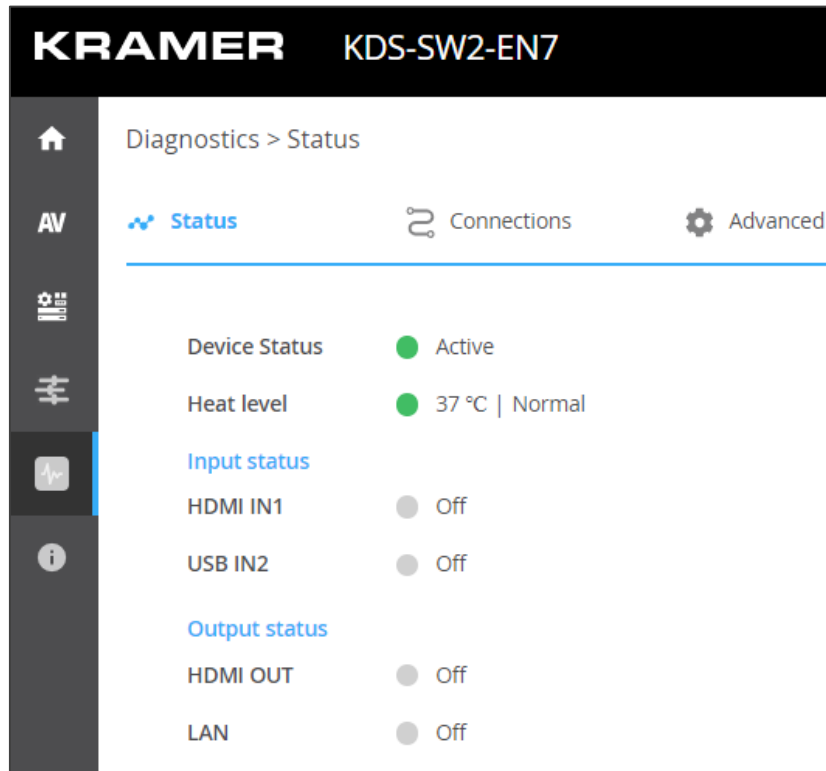 KRAMER KDS-SW2-EN7
Diagnostics > Status
AV
Status Connections Advanced
Device Status Active
Heat level 37 °C | Normal
Input status
HDMI IN1 Off
USB IN2 Off
Output status
HDMI OUT Off
LAN Off